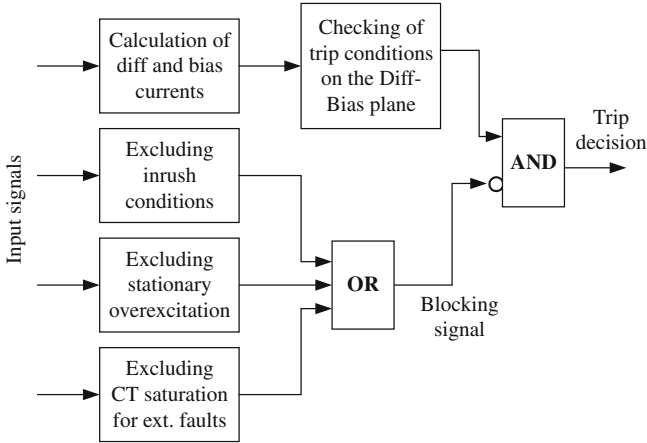 Calculation of
diff and bias
currents
Checking of
trip conditions
on the Diff-
Bias plane
Trip
decision
AND
Input signals
Excluding
inrush
conditions
Excluding
stationary
overexcitation
OR
Blocking
signal
Excluding
CT saturation
for ext. faults